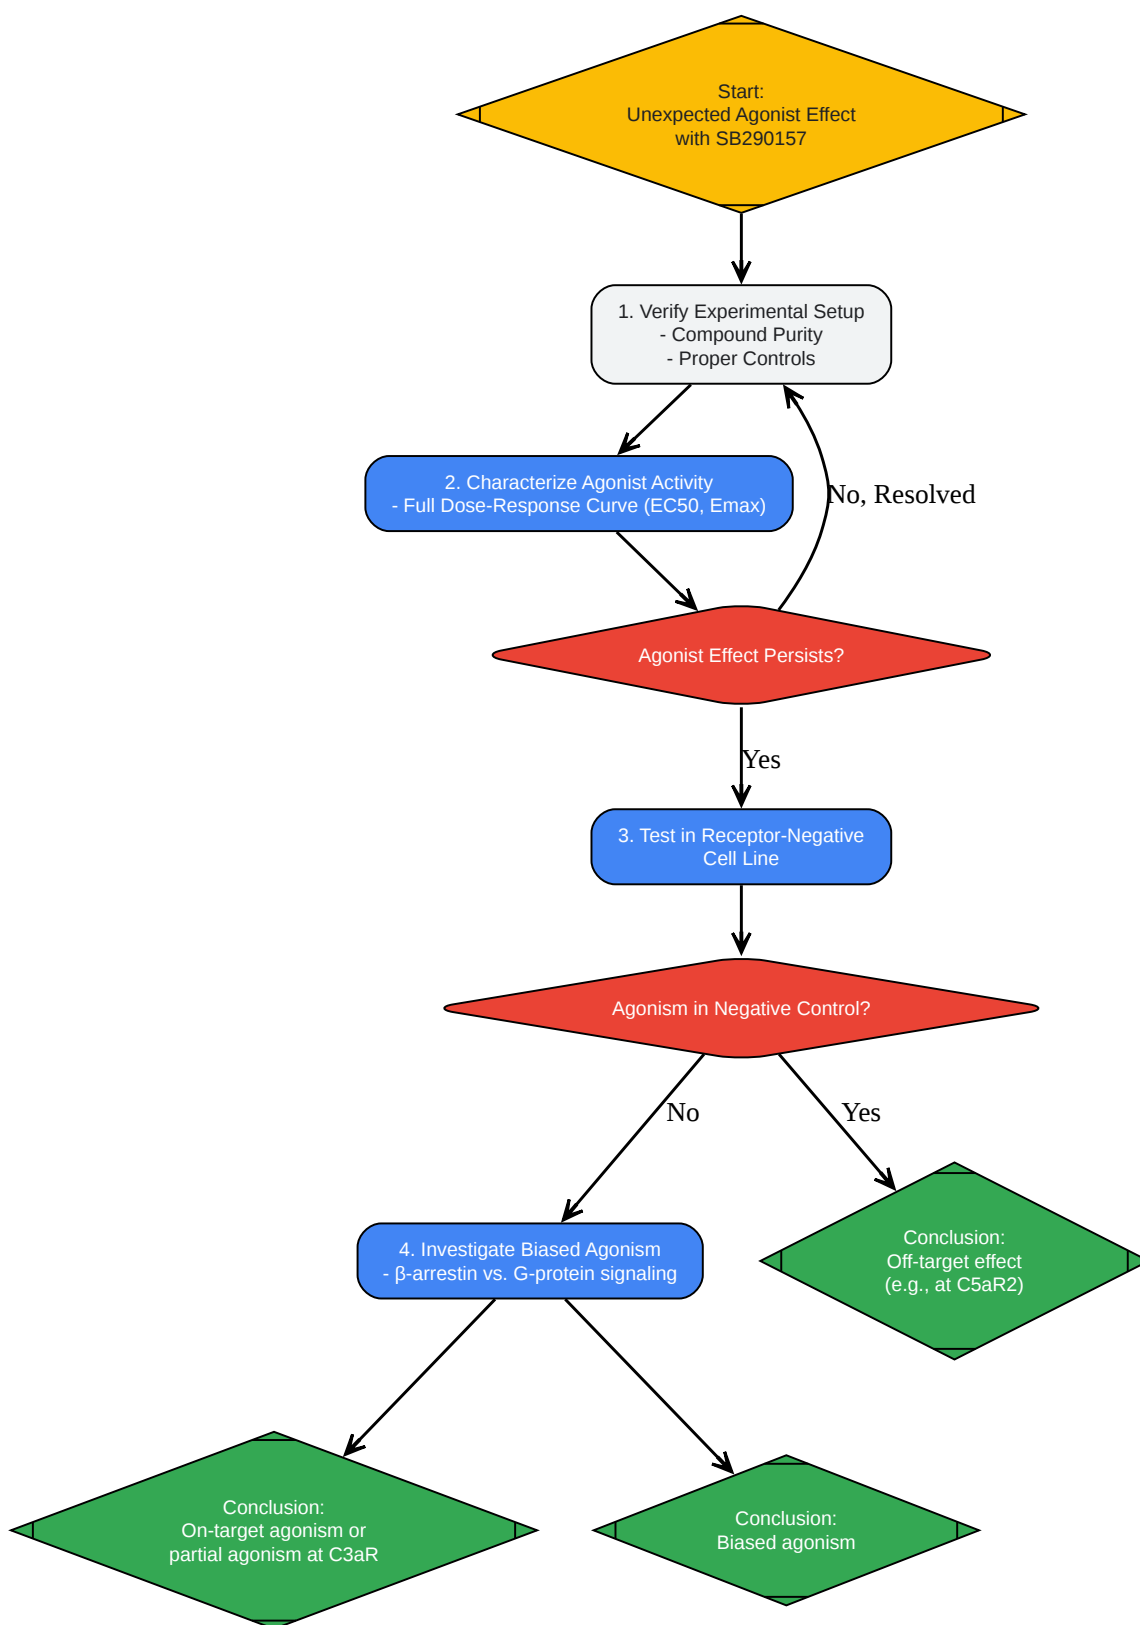 Start:
Unexpected Agonist Effect
with SB290157
1. Verify Experimental Setup
- Compound Purity
- Proper Controls
2. Characterize Agonist Activity
- Full Dose-Response Curve (EC50, Emax)
No, Resolved
Agonist Effect Persists?
Yes
3. Test in Receptor-Negative
Cell Line
Agonism in Negative Control?
No
Yes
4. Investigate Biased Agonism
- β-arrestin vs. G-protein signaling
Conclusion:
Off-target effect
(e.g., at C5aR2)
Conclusion:
On-target agonism or
partial agonism at C3aR
Conclusion:
Biased agonism